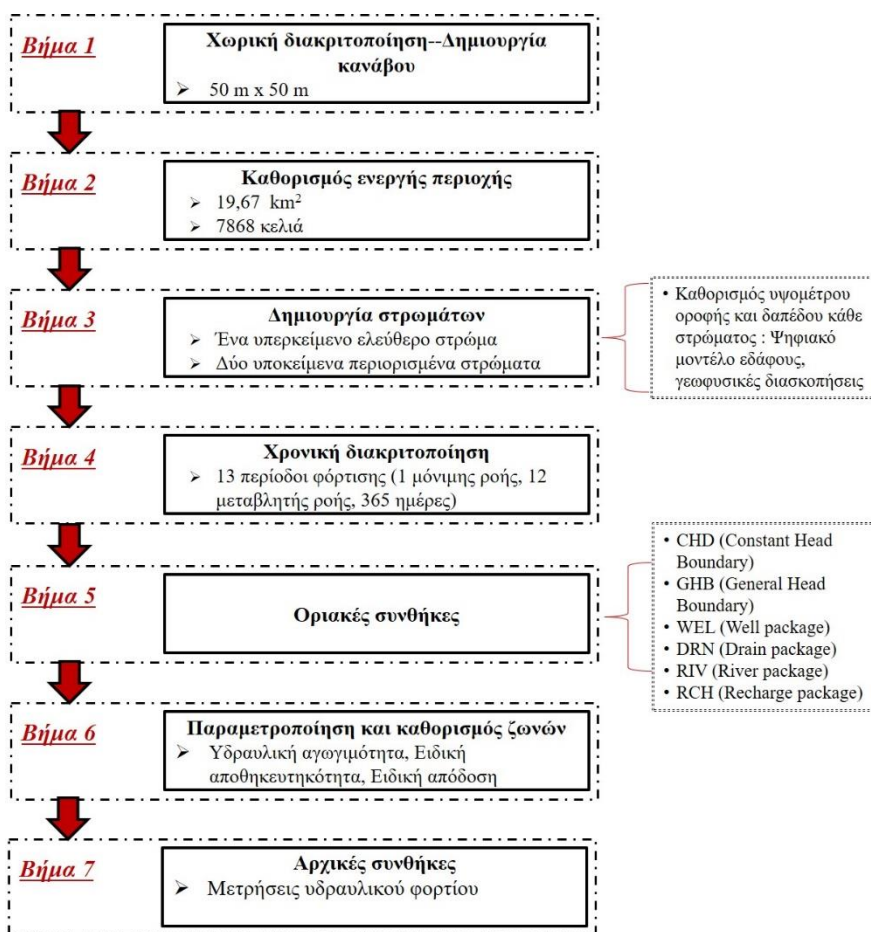 Βήμα 1
Χωρική διακριτοποίηση--Δημιουργία
κανάβου
➤ 50 m x 50 m
Βήμα 2
Καθορισμός ενεργής περιοχής
➤ 19,67 km²
➤ 7868 κελιά
Βήμα 3
Δημιουργία στρωμάτων
➤ Ένα υπερκείμενο ελεύθερο στρώμα
➤ Δύο υποκείμενα περιορισμένα στρώματα
• Καθορισμός υψομέτρου
οροφής και δαπέδου κάθε
στρώματος : Ψηφιακό
μοντέλο εδάφους,
γεωφυσικές διασκοπήσεις
Βήμα 4
Χρονική διακριτοποίηση
➤ 13 περίοδοι φόρτισης (1 μόνιμης ροής, 12
μεταβλητής ροής, 365 ημέρες)
Βήμα 5
Οριακές συνθήκες
• CHD (Constant Head
Boundary)
• GHB (General Head
Boundary)
• WEL (Well package)
• DRN (Drain package)
• RIV (River package)
• RCH (Recharge package)
Βήμα 6
Παραμετροποίηση και καθορισμός ζωνών
➤ Υδραυλική αγωγιμότητα, Ειδική
αποθηκευτηκότητα, Ειδική απόδοση
Βήμα 7
Αρχικές συνθήκες
➤ Μετρήσεις υδραυλικού φορτίου